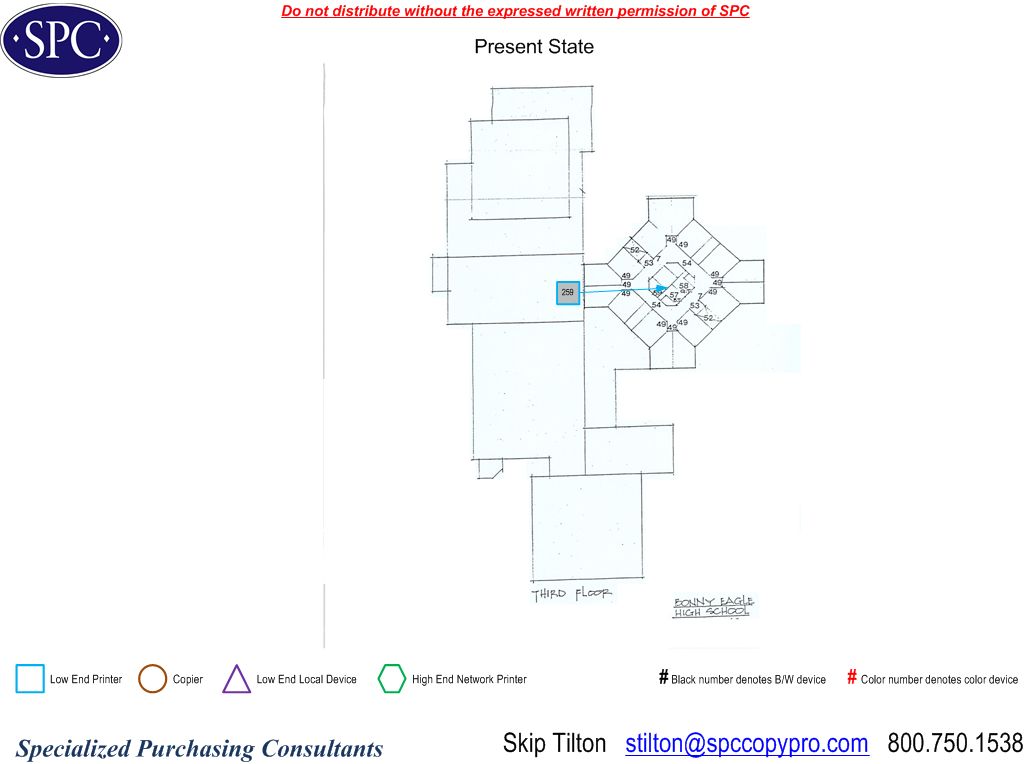 Do not distribute without the expressed written permission of SPC
SPC
Present State
49
49
52
7
53
54
49
49
49
49
49
49
58
57
7
54
53
52
49
49
49
259
THIRD FLOOR
BONNY EAGLE
HIGH SCHOOL
Low End Printer
Copier
Low End Local Device
High End Network Printer
# Black number denotes B/W device
# Color number denotes color device
Specialized Purchasing Consultants
Skip Tilton stilton@spccopypro.com 800.750.1538